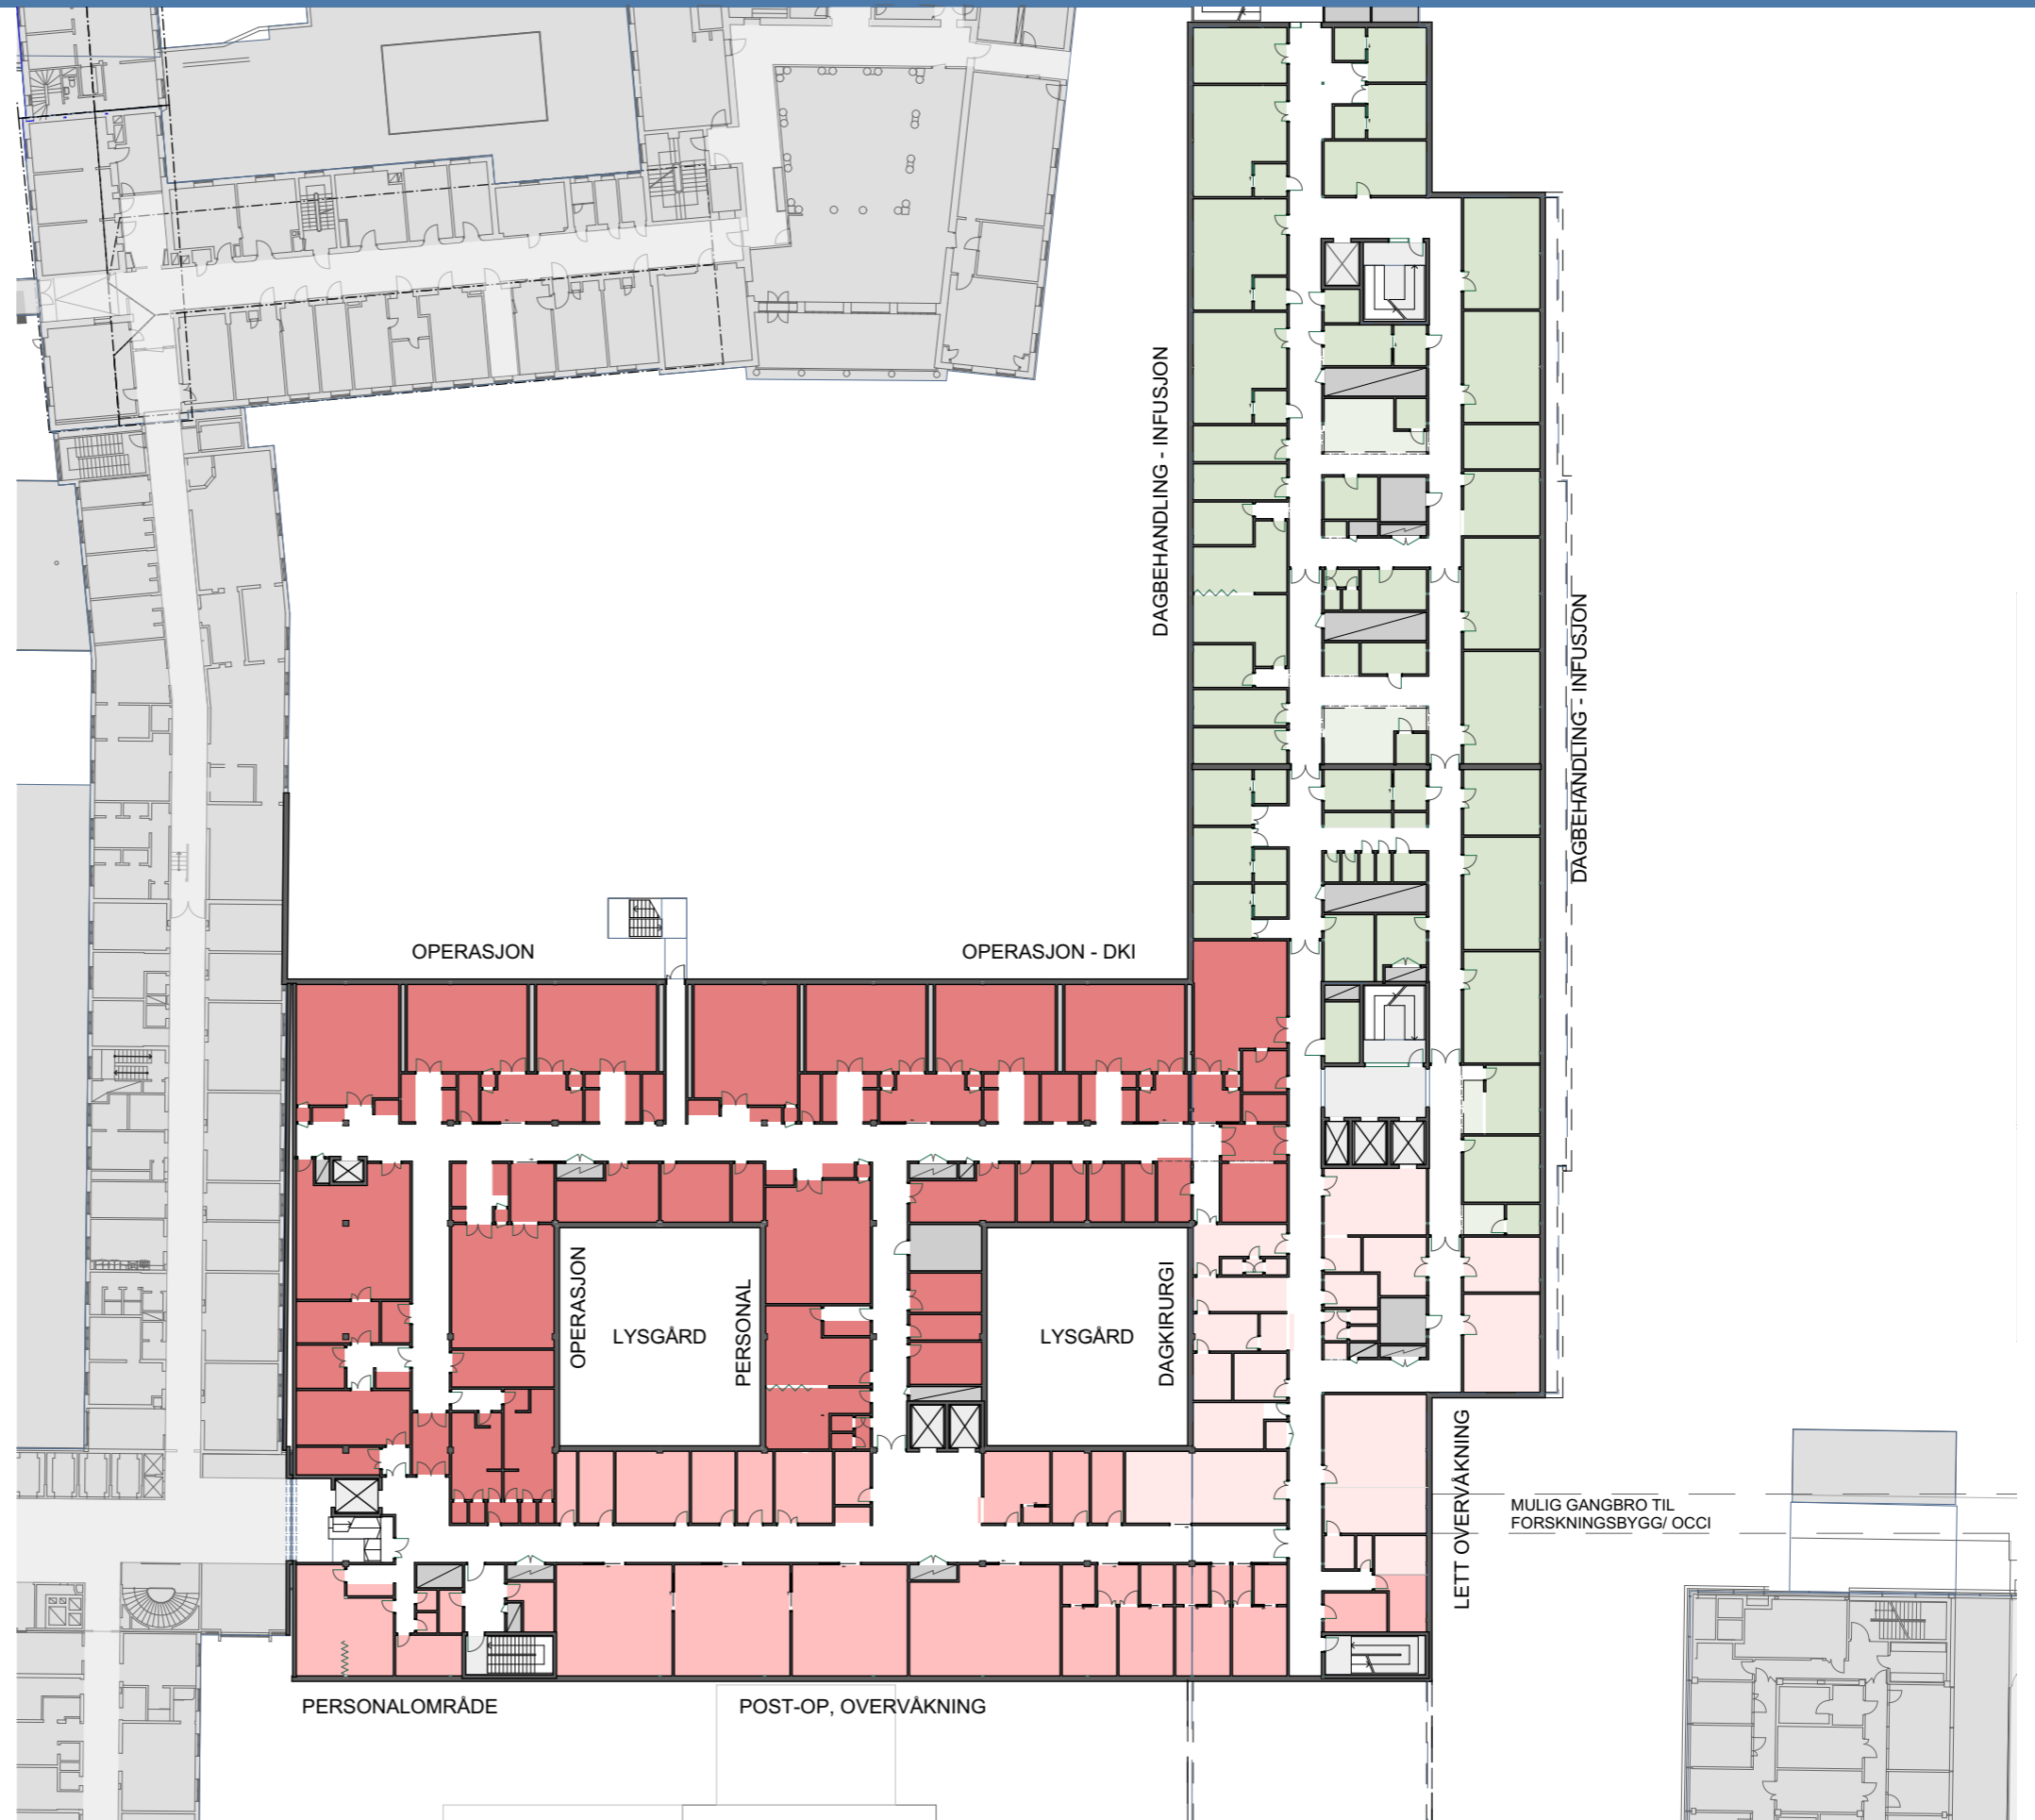 DAGBEHANDLING - INFUSJON
DAGBEHANDLING - INFUSJON
OPERASJON
OPERASJON - DKI
OPERASJON
LYSGÅRD
PERSONAL
LYSGÅRD
DAGKIRURGI
LETT OVERVÅKNING
MULIG GANGBRO TIL
FORSKNINGSBYGG/ OCCI
PERSONALOMRÅDE
POST-OP, OVERVÅKNING